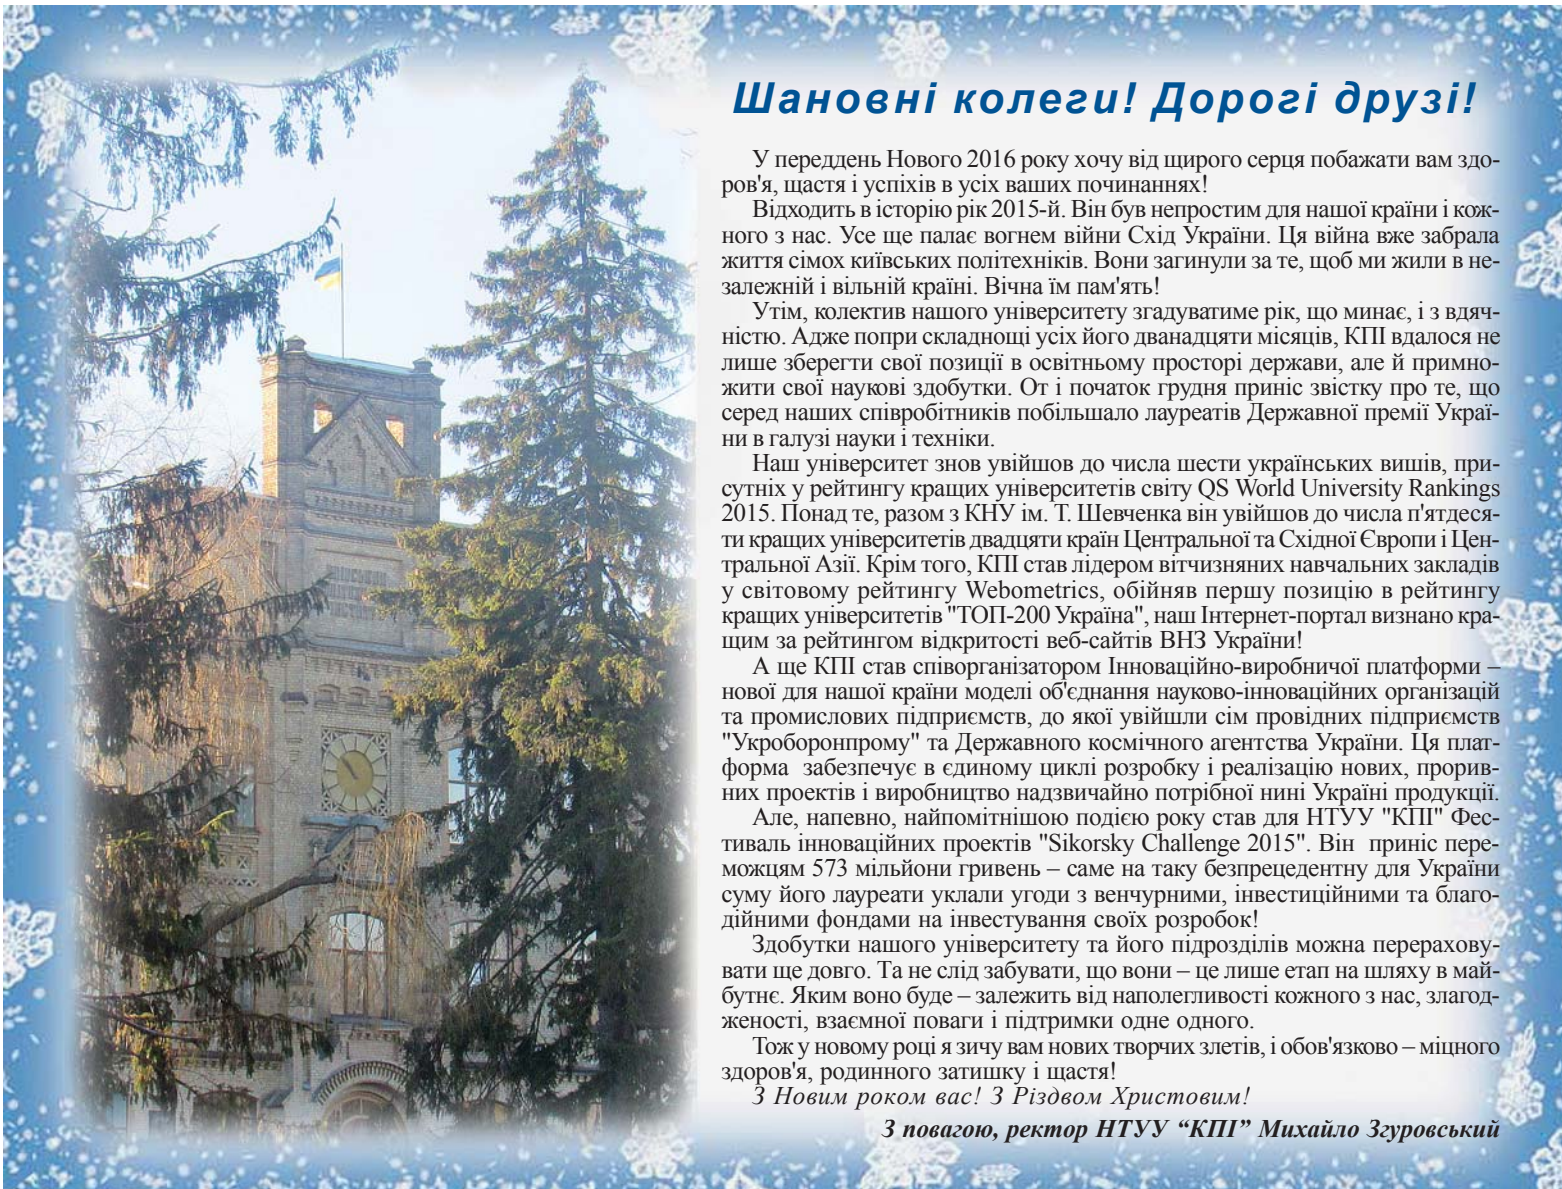 Шановні колеги! Дорогі друзі!
У переддень Нового 2016 року хочу від щирого серця побажати вам здо-
ров'я, щастя і успіхів в усіх ваших починаннях!
Відходить в історію рік 2015-й. Він був непростим для нашої країни і кож-
ного з нас. Усе ще палає вогнем війни Схід України. Ця війна вже забрала
життя сімох київських політехніків. Вони загинули за те, щоб ми жили в не-
залежній і вільній країні. Вічна їм пам'ять!
Утім, колектив нашого університету згадуватиме рік, що минає, і з вдяч-
ністю. Адже попри складнощі усіх його дванадцяти місяців, КПІ вдалося не
лише зберегти свої позиції в освітньому просторі держави, але й примно-
жити свої наукові здобутки. От і початок грудня приніс звістку про те, що
серед наших співробітників побільшало лауреатів Державної премії Украї-
ни в галузі науки і техніки.
Наш університет знов увійшов до числа шести українських вишів, при-
сутніх у рейтингу кращих університетів світу QS World University Rankings
2015. Понад те, разом з КНУ ім. Т. Шевченка він увійшов до числа п'ятдеся-
ти кращих університетів двадцяти країн Центральної та Східної Європи і Цен-
тральної Азії. Крім того, КПІ став лідером вітчизняних навчальних закладів
у світовому рейтингу Webometrics, обійняв першу позицію в рейтингу
кращих університетів "ТОП-200 Україна", наш Інтернет-портал визнано кра-
щим за рейтингом відкритості веб-сайтів ВНЗ України!
А ще КПІ став співорганізатором Інноваційно-виробничої платформи –
нової для нашої країни моделі об'єднання науково-інноваційних організацій
та промислових підприємств, до якої увійшли сім провідних підприємств
"Укроборонпрому" та Державного космічного агентства України. Ця плат-
форма забезпечує в єдиному циклі розробку і реалізацію нових, прорив-
них проектів і виробництво надзвичайно потрібної нині Україні продукції.
Але, напевно, найпомітнішою подією року став для НТУУ "КПІ" Фес-
тиваль інноваційних проектів "Sikorsky Challenge 2015". Він приніс пере-
можцям 573 мільйони гривень – саме на таку безпрецедентну для України
суму його лауреати уклали угоди з венчурними, інвестиційними та благо-
дійними фондами на інвестування своїх розробок!
Здобутки нашого університету та його підрозділів можна перерахову-
вати ще довго. Та не слід забувати, що вони – це лише етап на шляху в май-
бутнє. Яким воно буде – залежить від наполегливості кожного з нас, злагод-
женості, взаємної поваги і підтримки одне одного.
Тож у новому році я зичу вам нових творчих злетів, і обов'язково – міцного
здоров'я, родинного затишку і щастя!
З Новим роком вас! З Різдвом Христовим!
З повагою, ректор НТУУ “КПІ” Михайло Згуровський